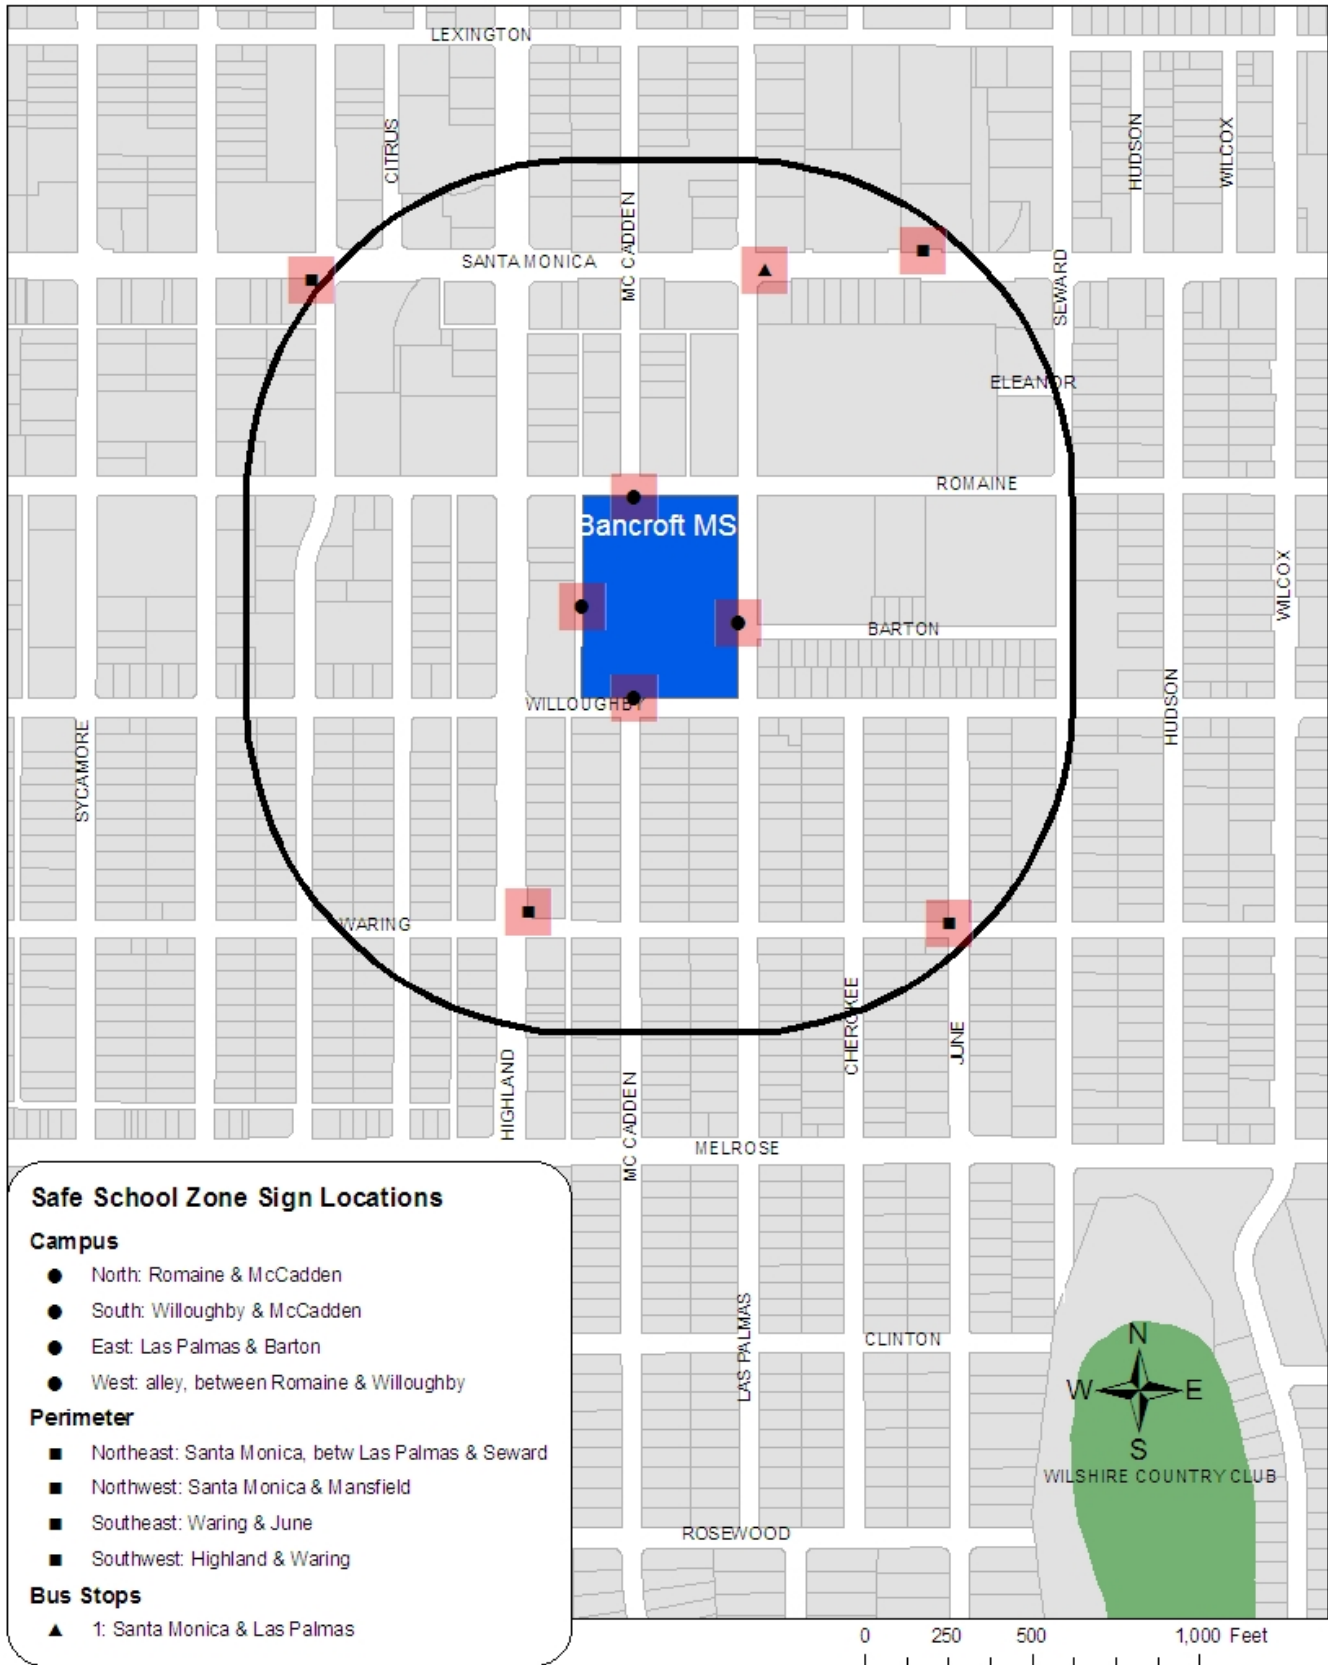 LEXINGTON
CITRUS
HUDSON
WILCOX
MC CADDEN
SANTA MONICA
SEWARD
ELEANOR
ROMAINE
Bancroft MS
WILCOX
BARTON
HUDSON
WILLOUGHBY
SYCAMORE
WARING
CHEROKEE
JUNE
HIGHLAND
MC CADDEN
MELROSE
LAS PALMAS
CLINTON
N
W
E
S
WILSHIRE COUNTRY CLUB
ROSEWOOD
Safe School Zone Sign Locations
Campus
North: Romaine & McCadden
South: Willoughby & McCadden
East: Las Palmas & Barton
West: alley, between Romaine & Willoughby
Perimeter
Northeast: Santa Monica, betw Las Palmas & Seward
Northwest: Santa Monica & Mansfield
Southeast: Waring & June
Southwest: Highland & Waring
Bus Stops
1: Santa Monica & Las Palmas
0 250 500 1,000 Feet